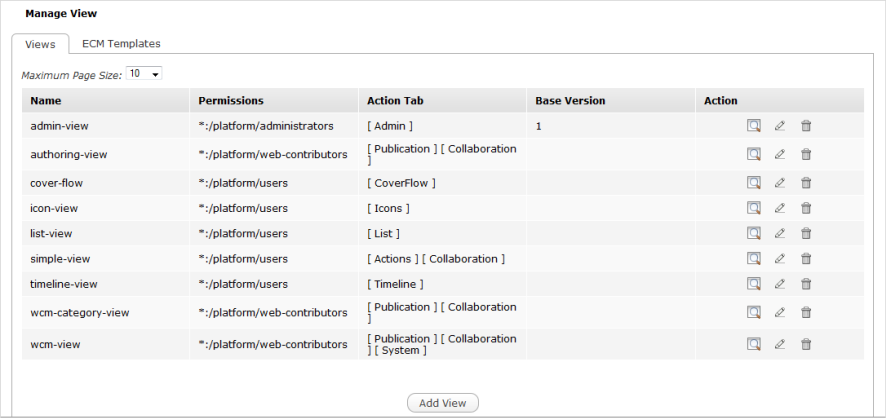 Manage View
Views ECM Templates
Maximum Page Size: 10
Name Permissions Action Tab Base Version Action
admin-view *:/platform/administrators [ Admin ] 1
authoring-view *:/platform/web-contributors [ Publication ] [ Collaboration
]
cover-flow *:/platform/users [ CoverFlow ]
icon-view *:/platform/users [ Icons ]
list-view *:/platform/users [ List ]
simple-view *:/platform/users [ Actions ] [ Collaboration ]
timeline-view *:/platform/users [ Timeline ]
wcm-category-view *:/platform/web-contributors [ Publication ] [ Collaboration
]
wcm-view *:/platform/web-contributors [ Publication ] [ Collaboration
] [ System ]
Add View